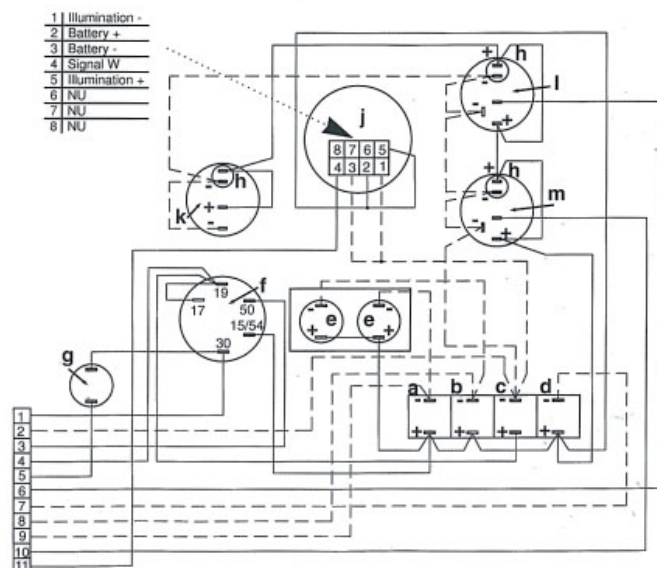 1 Illumination -
2 Battery +
3 Battery -
4 Signal W
5 Illumination +
6 NU
7 NU
8 NU
+ h
- l
-
+
j
8 7 6 5
4 3 2 1
+ h
- m
-
+
h
-
k +
-
f
19
17 50
15/54
30
g
- -
e e
+ +
a b c d
- - - -
+ + + +
1
2
3
4
5
6
7
8
9
10
11